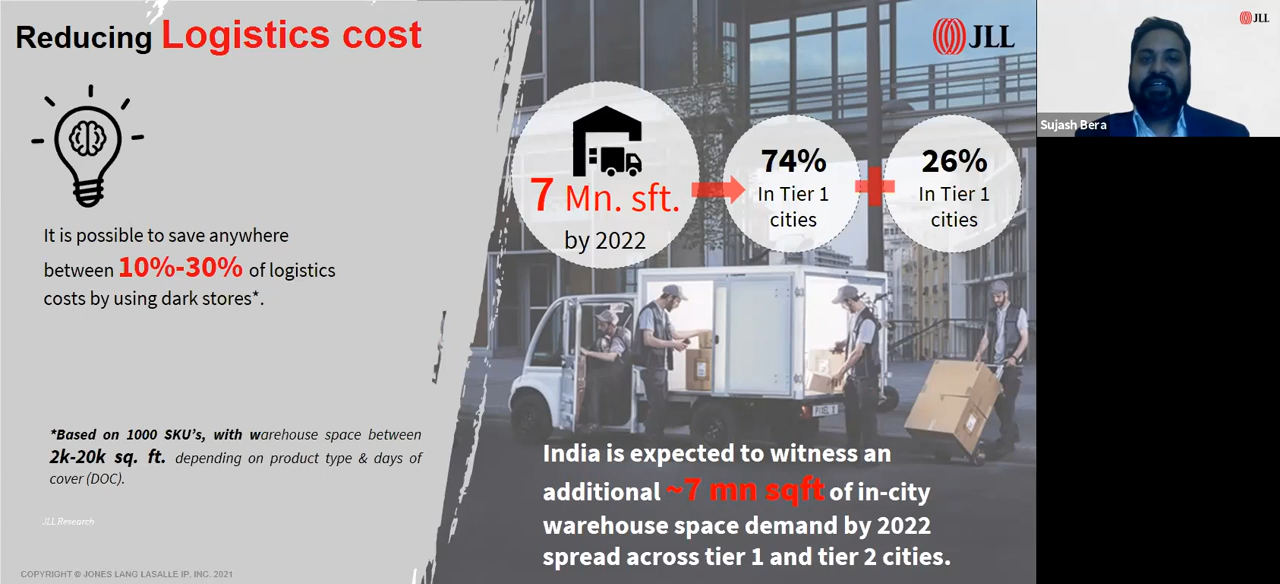 Reducing Logistics cost
It is possible to save anywhere
between 10%-30% of logistics
costs by using dark stores*.
*Based on 1000 SKU's, with warehouse space between
2k-20k sq. ft. depending on product type & days of
cover (DOC).
JLL Research
COPYRIGHT © JONES LANG LASALLE IP, INC. 2021
JLL
7 Mn. sft.
by 2022
74%
In Tier 1
cities
26%
In Tier 1
cities
PIXEL 8
India is expected to witness an
additional ~7 mn sqft of in-city
warehouse space demand by 2022
spread across tier 1 and tier 2 cities.
JLL
Sujash Bera